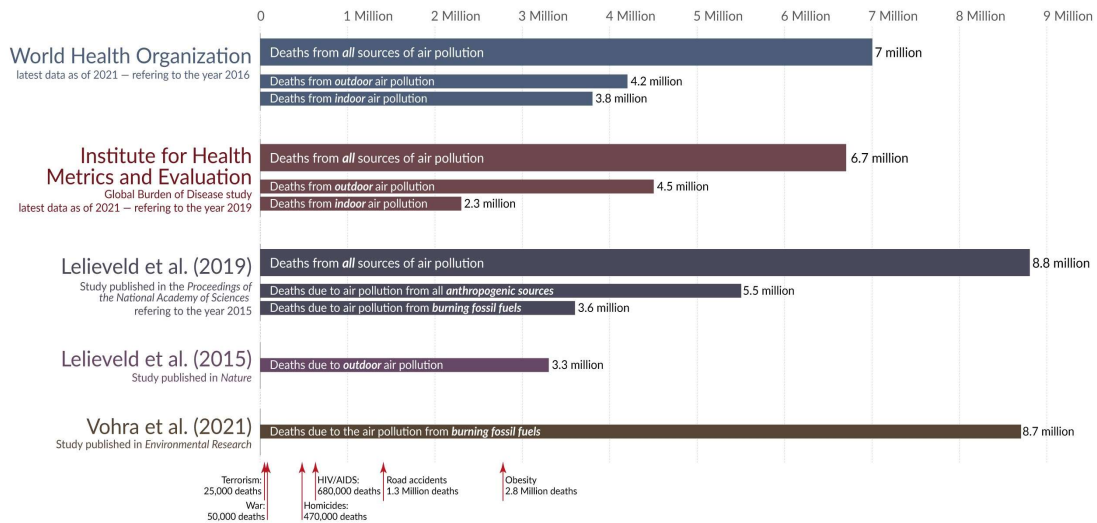 0 1 Million 2 Million 3 Million 4 Million 5 Million 6 Million 7 Million 8 Million 9 Million
World Health Organization
latest data as of 2021 — refering to the year 2016
Deaths from all sources of air pollution 7 million
Deaths from outdoor air pollution 4.2 million
Deaths from indoor air pollution 3.8 million
Institute for Health
Metrics and Evaluation
Global Burden of Disease study
latest data as of 2021 — refering to the year 2019
Deaths from all sources of air pollution 6.7 million
Deaths from outdoor air pollution 4.5 million
Deaths from indoor air pollution 2.3 million
Lelieveld et al. (2019)
Study published in the Proceedings of
the National Academy of Sciences
refering to the year 2015
Deaths from all sources of air pollution 8.8 million
Deaths due to air pollution from all anthropogenic sources 5.5 million
Deaths due to air pollution from burning fossil fuels 3.6 million
Lelieveld et al. (2015)
Study published in Nature
Deaths due to outdoor air pollution 3.3 million
Vohra et al. (2021)
Study published in Environmental Research
Deaths due to the air pollution from burning fossil fuels 8.7 million
Terrorism:
25,000 deaths
War:
50,000 deaths
Homicides:
470,000 deaths
HIV/AIDS:
680,000 deaths
Road accidents
1.3 Million deaths
Obesity
2.8 Million deaths